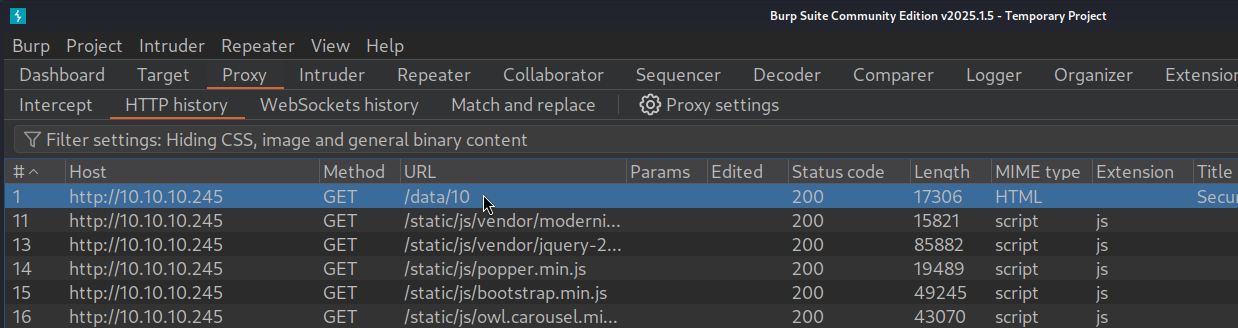 Burp Suite Community Edition v2025.1.5 - Temporary Project
Burp Project Intruder Repeater View Help
Dashboard Target Proxy Intruder Repeater Collaborator Sequencer Decoder Comparer Logger Organizer Extension
Intercept HTTP history WebSockets history Match and replace Proxy settings
Filter settings: Hiding CSS, image and general binary content
# Host Method URL Params Edited Status code Length MIME type Extension Title
1 http://10.10.10.245 GET /data/10 200 17306 HTML Secur
11 http://10.10.10.245 GET /static/js/vendor/moderni... 200 15821 script js
13 http://10.10.10.245 GET /static/js/vendor/jquery-2... 200 85882 script js
14 http://10.10.10.245 GET /static/js/popper.min.js 200 19489 script js
15 http://10.10.10.245 GET /static/js/bootstrap.min.js 200 49245 script js
16 http://10.10.10.245 GET /static/js/owl.carousel.mi... 200 43070 script js